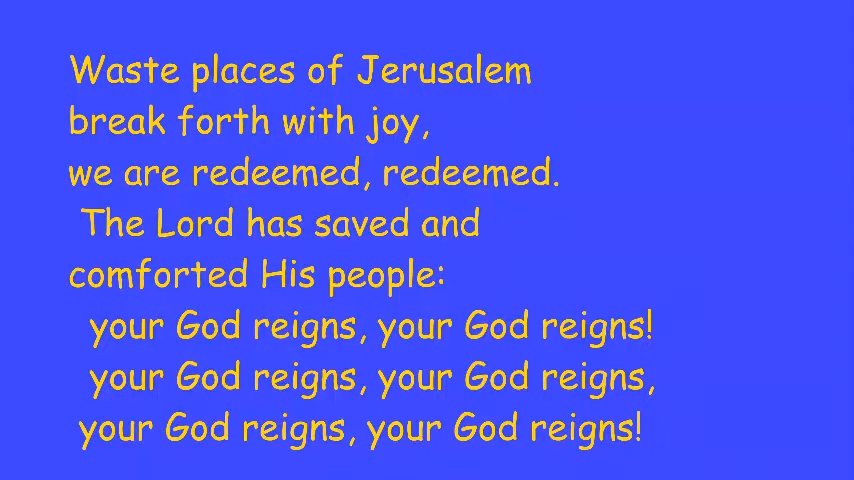 Waste places of Jerusalem
break forth with joy,
we are redeemed, redeemed.
The Lord has saved and
comforted His people:
your God reigns, your God reigns!
your God reigns, your God reigns,
your God reigns, your God reigns!